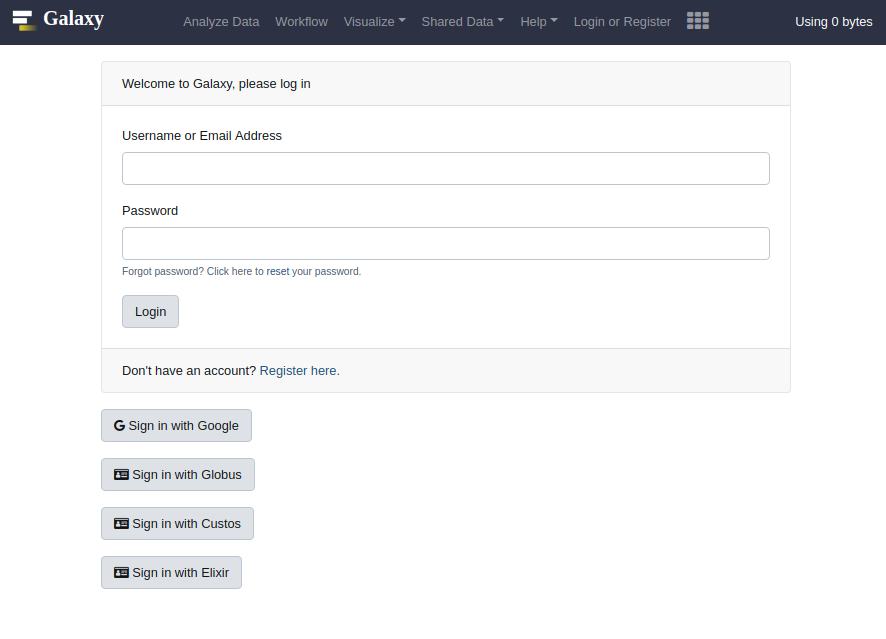 Galaxy Analyze Data Workflow Visualize Shared Data Help Login or Register Using 0 bytes
Welcome to Galaxy, please log in
Username or Email Address
Password
Forgot password? Click here to reset your password.
Login
Don't have an account? Register here.
Sign in with Google
Sign in with Globus
Sign in with Custos
Sign in with Elixir